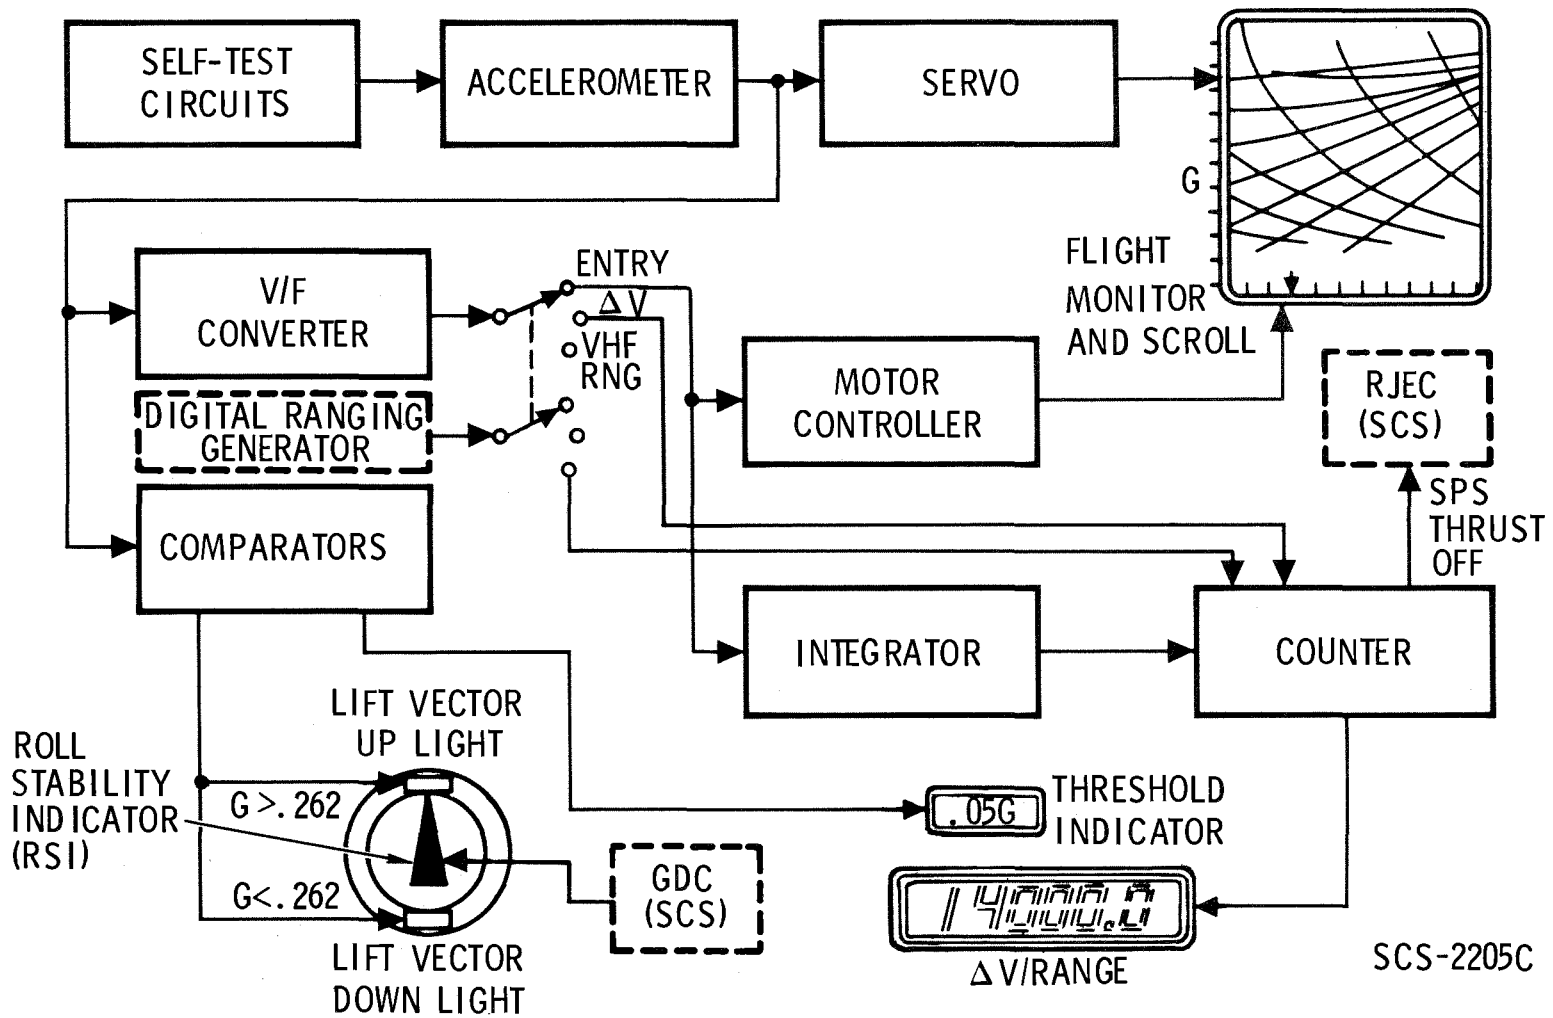 SELF-TEST
CIRCUITS
ACCELEROMETER
SERVO
G
FLIGHT
MONITOR
AND SCROLL
V/F
CONVERTER
ENTRY
Δ V
VHF
RNG
DIGITAL RANGING
GENERATOR
MOTOR
CONTROLLER
RJEC
(SCS)
SPS
THRUST
OFF
COMPARATORS
INTEGRATOR
COUNTER
LIFT VECTOR
UP LIGHT
ROLL
STABILITY
INDICATOR
(RSI)
G>.262
G<.262
LIFT VECTOR
DOWN LIGHT
GDC
(SCS)
.05G
THRESHOLD
INDICATOR
14000.0
Δ V/RANGE
SCS-2205C